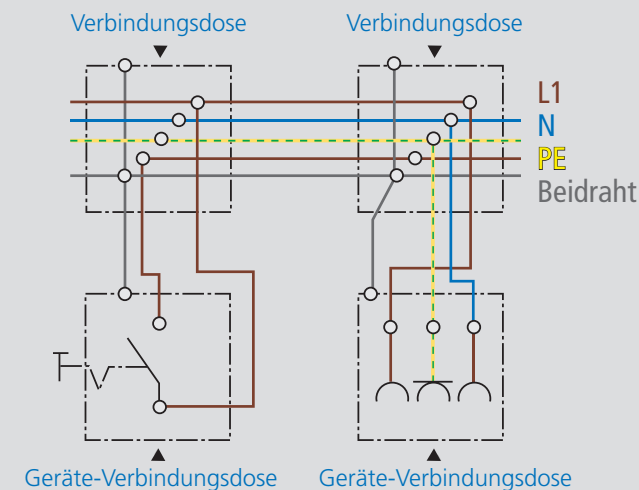 Verbindungsdose
Verbindungsdose
L1
N
PE
Beidraht
Geräte-Verbindungsdose
Geräte-Verbindungsdose